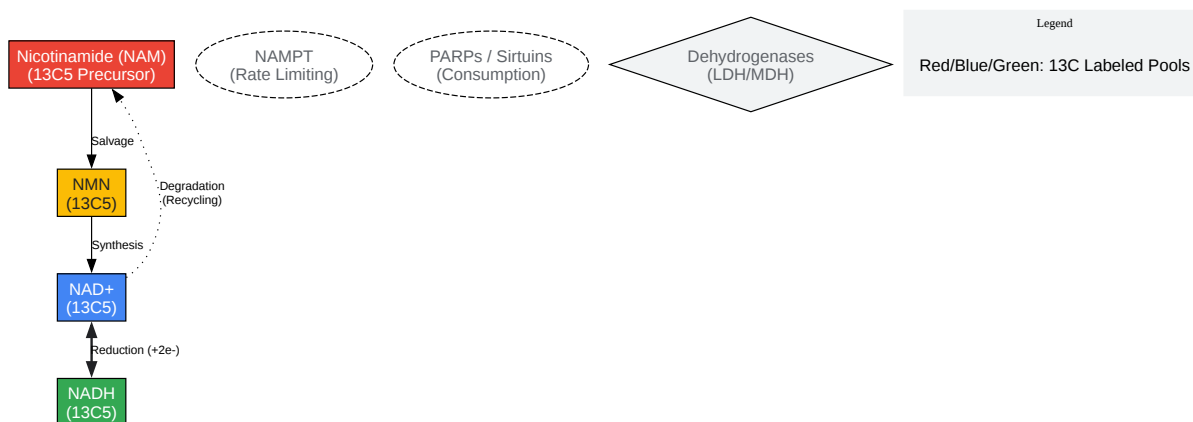 Nicotinamide (NAM)
(13C5 Precursor)
NAMPT
(Rate Limiting)
PARPs / Sirtuins
(Consumption)
Dehydrogenases
(LDH/MDH)
Legend
Red/Blue/Green: 13C Labeled Pools
Salvage
NMN
(13C5)
Degradation
(Recycling)
Synthesis
NAD+
(13C5)
Reduction (+2e-)
NADH
(13C5)